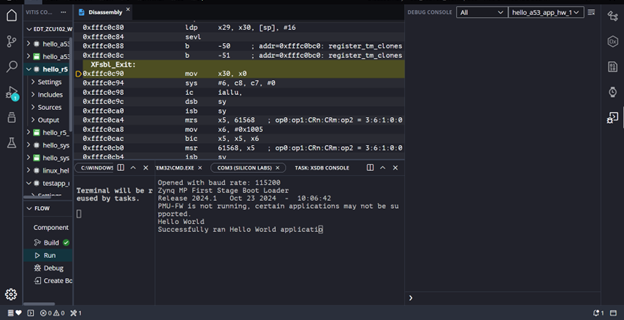 VITIS CO...
Disassembly
DEBUG CONSOLE
All
hello_a53_app_hw_1
EDT_ZCU102_W
hello_a53
hello_a53
hello_r5
Settings
Includes
Sources
Output
hello_r5_
hello_sys
hello_sys
linux_hel
testapp_r
0xfffc0c80 ldp x29, x30, [sp], #16
0xfffc0c84 sevl
0xfffc0c88 b -50 ; addr=0xfffc0bc0: register_tm_clones
0xfffc0c8c b -51 ; addr=0xfffc0bc0: register_tm_clones
XFsbl_Exit:
0xfffc0c90 mov x30, x0
0xfffc0c94 sys #6, c8, c7, #0
0xfffc0c98 ic iallu,
0xfffc0c9c dsb sy
0xfffc0ca0 isb sy
0xfffc0ca4 mrs x5, 61568 ; op0:op1:CRn:CRm:op2 = 3:6:1:0:0
0xfffc0ca8 mov x6, #0x1005
0xfffc0cac bic x5, x5, x6
0xfffc0cb0 msr 61568, x5 ; op0:op1:CRn:CRm:op2 = 3:6:1:0:0
0xfffc0cb4 isb sy
FLOW
Component
Build
Run
Debug
Create Bo
C:\WINDOWS\
TEM32\CMD.EXE
COM3 (SILICON LABS)
TASK: XSDB CONSOLE
Terminal will be r
eused by tasks.
Opened with baud rate: 115200
Zynq MP First Stage Boot Loader
Release 2024.1 Oct 23 2024 - 10:06:42
PMU-FW is not running, certain applications may not be su
pported.
Hello World
Successfully ran Hello World applicatio
0 0 1
1